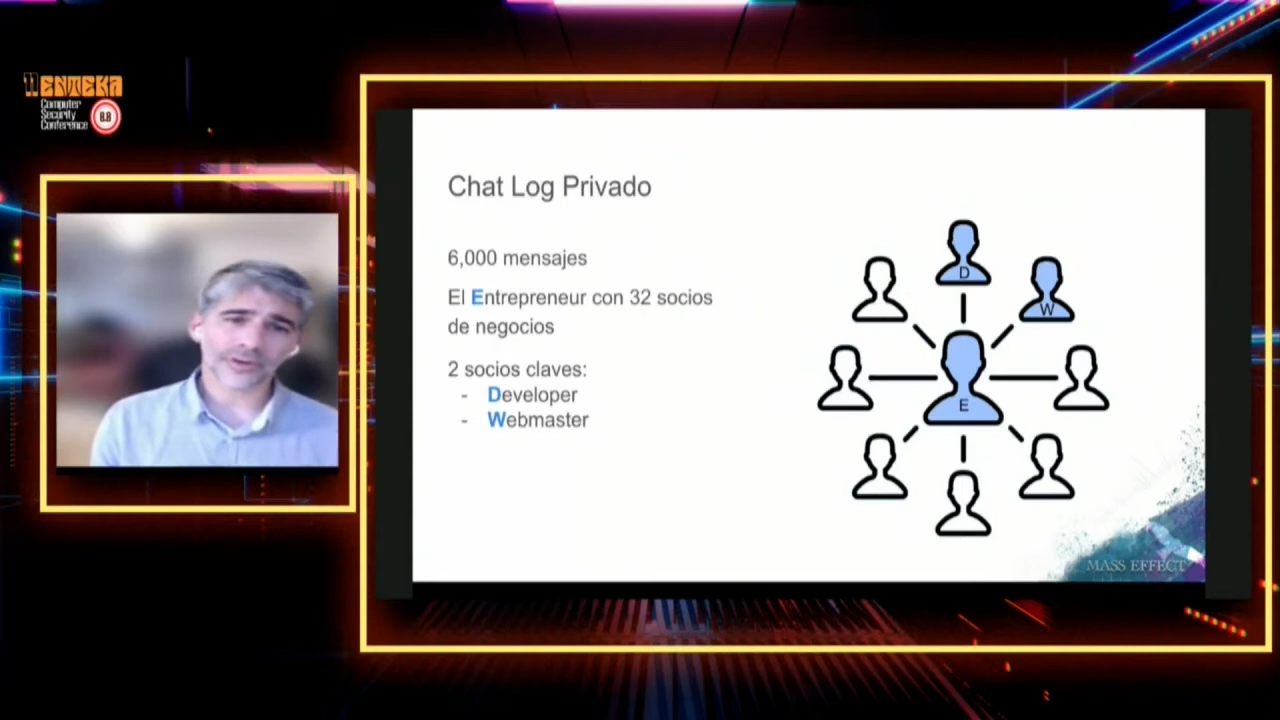 11ENTEKA
Computer
Security
Conference
8.8
Chat Log Privado
6,000 mensajes
El Entrepreneur con 32 socios
de negocios
2 socios claves:
- Developer
- Webmaster
D
W
E
MASS EFFECT